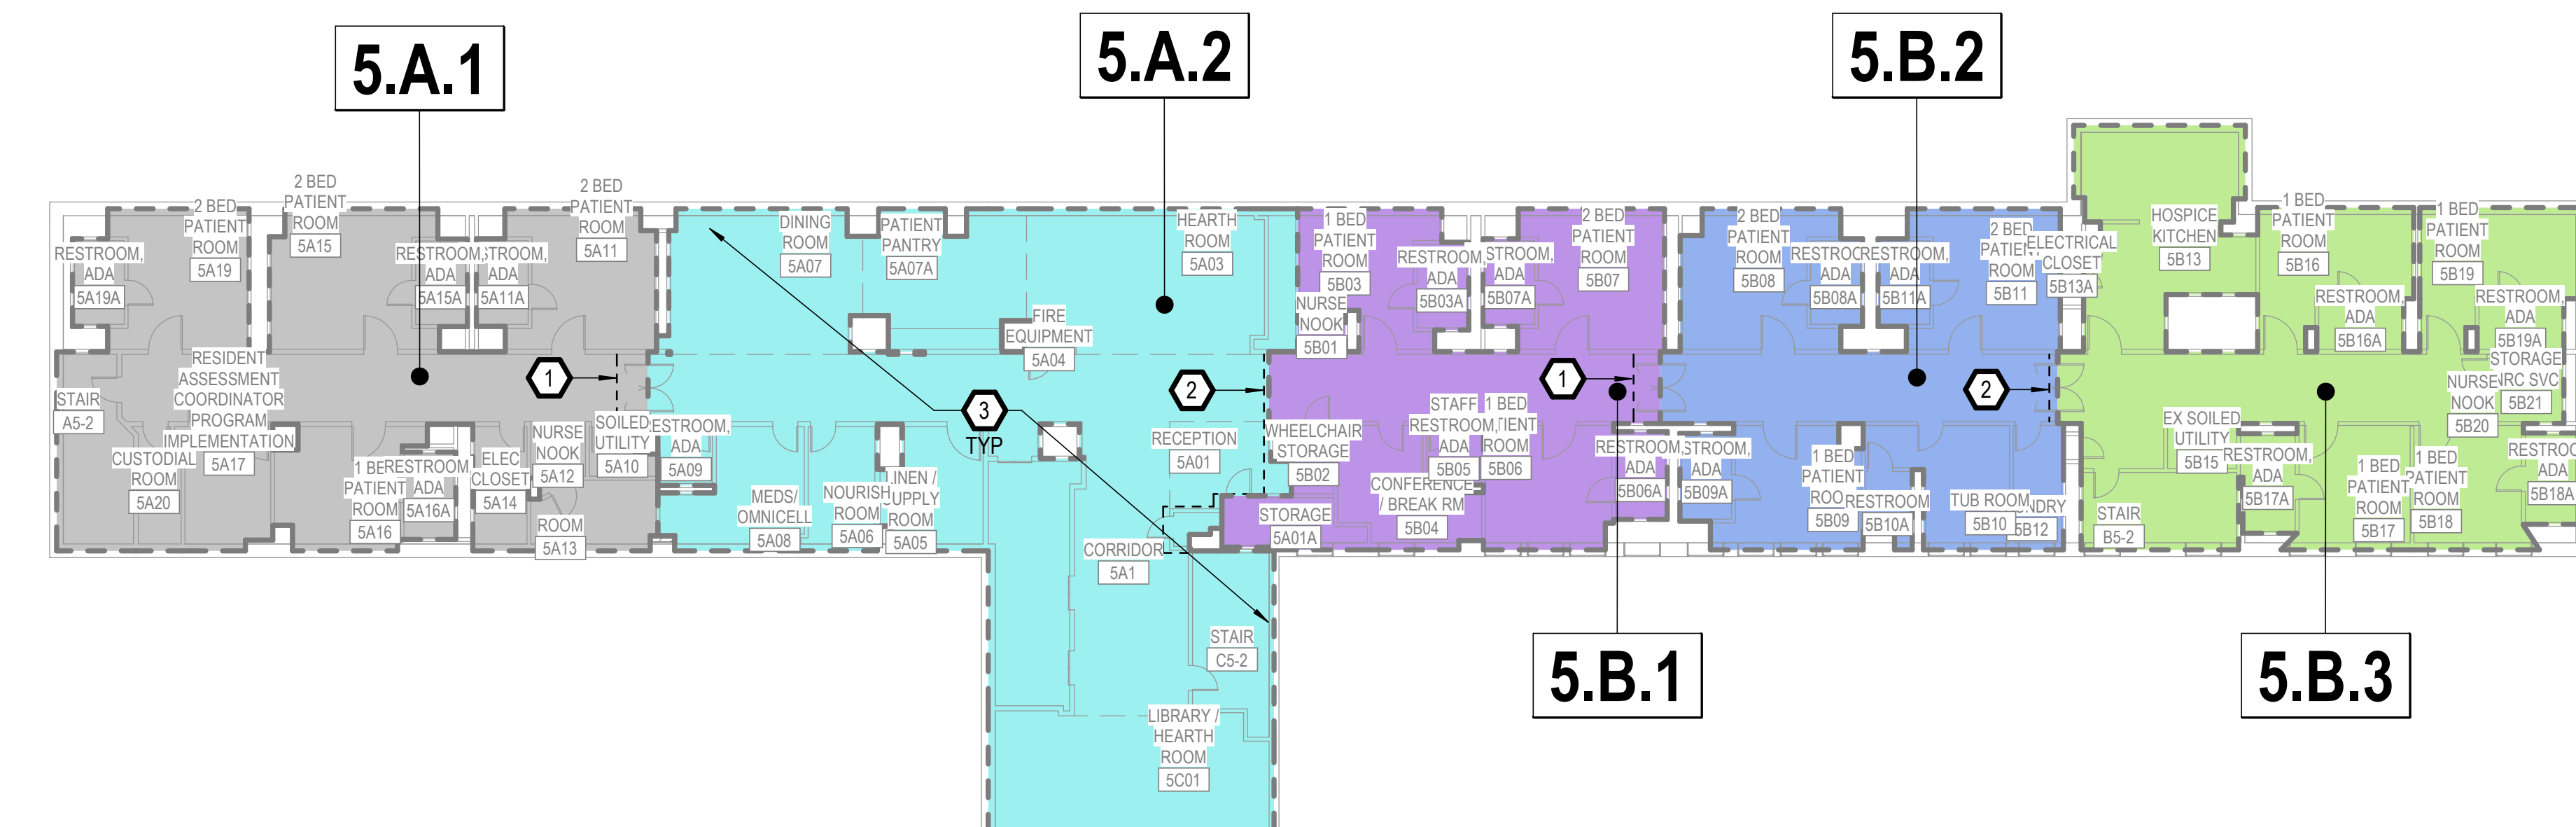 5.A.1
5.A.2
5.B.2
2 BED
PATIENT
ROOM
5A19
RESTROOM,
ADA
5A19A
2 BED
PATIENT
ROOM
5A15
RESTROOM,
ADA
5A15A
ADA
5A11A
2 BED
PATIENT
ROOM
5A11
DINING
ROOM
5A07
PATIENT
PANTRY
5A07A
HEARTH
ROOM
5A03
FIRE
EQUIPMENT
5A04
1 BED
PATIENT
ROOM
5B03
NURSE
NOOK
5B01
RESTROOM,
ADA
5B03A
ADA
5B07A
2 BED
PATIENT
ROOM
5B07
2 BED
PATIENT
ROOM
5B08
ADA
5B08A
RESTROOM,
ADA
5B11A
2 BED
ROOM
5B11
ELECTRICAL
CLOSET
5B13A
HOSPICE
KITCHEN
5B13
1 BED
PATIENT
ROOM
5B16
RESTROOM,
ADA
5B16A
1 BED
PATIENT
ROOM
5B19
RESTROOM,
ADA
5B19A
STORAGE
SVC
5B21
NURSE
NOOK
5B20
1
2
1
2
3
TYP
STAIR
A5-2
RESIDENT
ASSESSMENT
COORDINATOR
PROGRAM
IMPLEMENTATION
5A17
CUSTODIAL
ROOM
5A20
PATIENT
ROOM
5A16
RESTROOM,
ADA
5A16A
ELEC
CLOSET
5A14
NURSE
NOOK
5A12
ROOM
5A13
SOILED
UTILITY
5A10
ADA
5A09
MEDS/
OMNICELL
5A08
NOURISH
ROOM
5A06
ROOM
5A05
RECEPTION
5A01
CORRIDOR
5A1
STORAGE
5A01A
WHEELCHAIR
STORAGE
5B02
STAFF
RESTROOM,
ADA
5B05
1 BED
ROOM
5B06
CONFERENCE
/ BREAK RM
5B04
RESTROOM,
ADA
5B06A
ADA
5B09A
1 BED
PATIENT
5B09
RESTROOM
5B10A
TUB ROOM
5B10
5B12
EX SOILED
UTILITY
5B15
STAIR
B5-2
RESTROOM,
ADA
5B17A
1 BED
PATIENT
ROOM
5B17
1 BED
PATIENT
ROOM
5B18
ADA
5B18A
STAIR
C5-2
LIBRARY /
HEARTH
ROOM
5C01
5.B.1
5.B.3